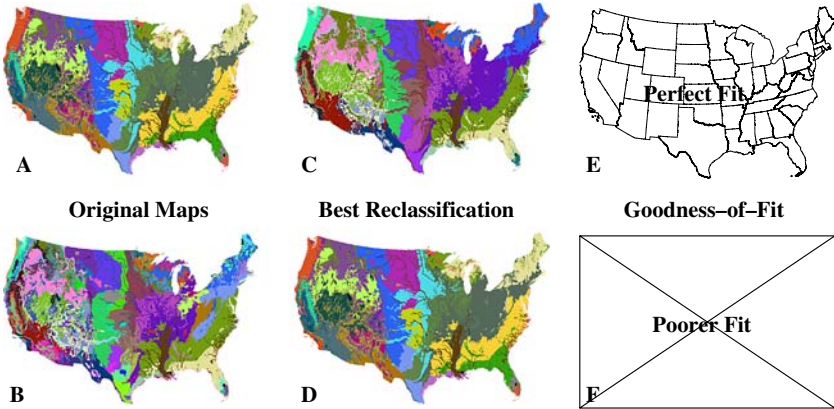 Perfect Fit
A
C
E
Original Maps
Best Reclassification
Goodness–of–Fit
Poorer Fit
B
D
F